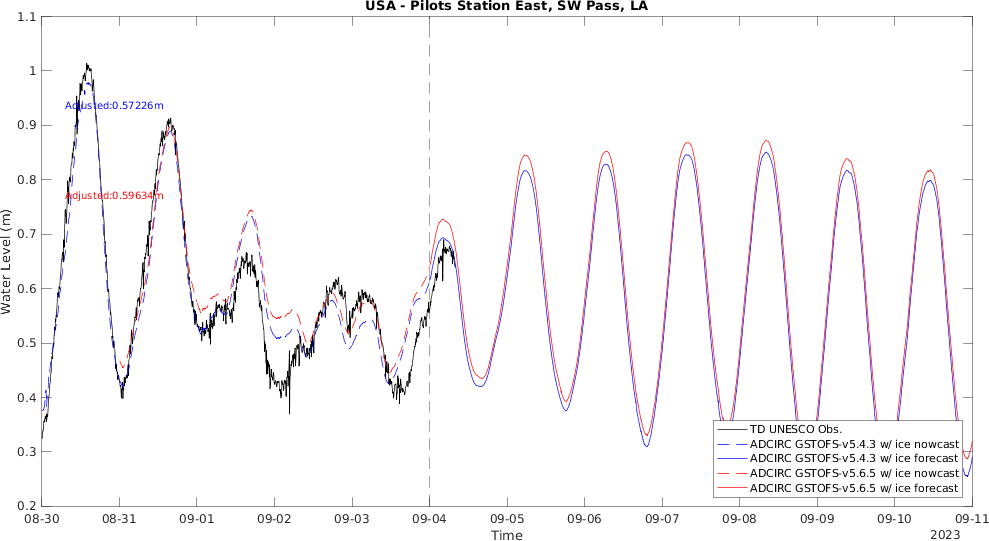 USA - Pilots Station East, SW Pass, LA
1.1
1
0.9
0.8
0.7
0.6
0.5
0.4
0.3
0.2
Water Level (m)
Adjusted:0.57226m
Adjusted:0.59634m
TD UNESCO Obs.
ADCIRC GSTOFS-v5.4.3 w/ ice nowcast
ADCIRC GSTOFS-v5.4.3 w/ ice forecast
ADCIRC GSTOFS-v5.6.5 w/ ice nowcast
ADCIRC GSTOFS-v5.6.5 w/ ice forecast
08-30 08-31 09-01 09-02 09-03 09-04 09-05 09-06 09-07 09-08 09-09 09-10 09-11
Time
2023